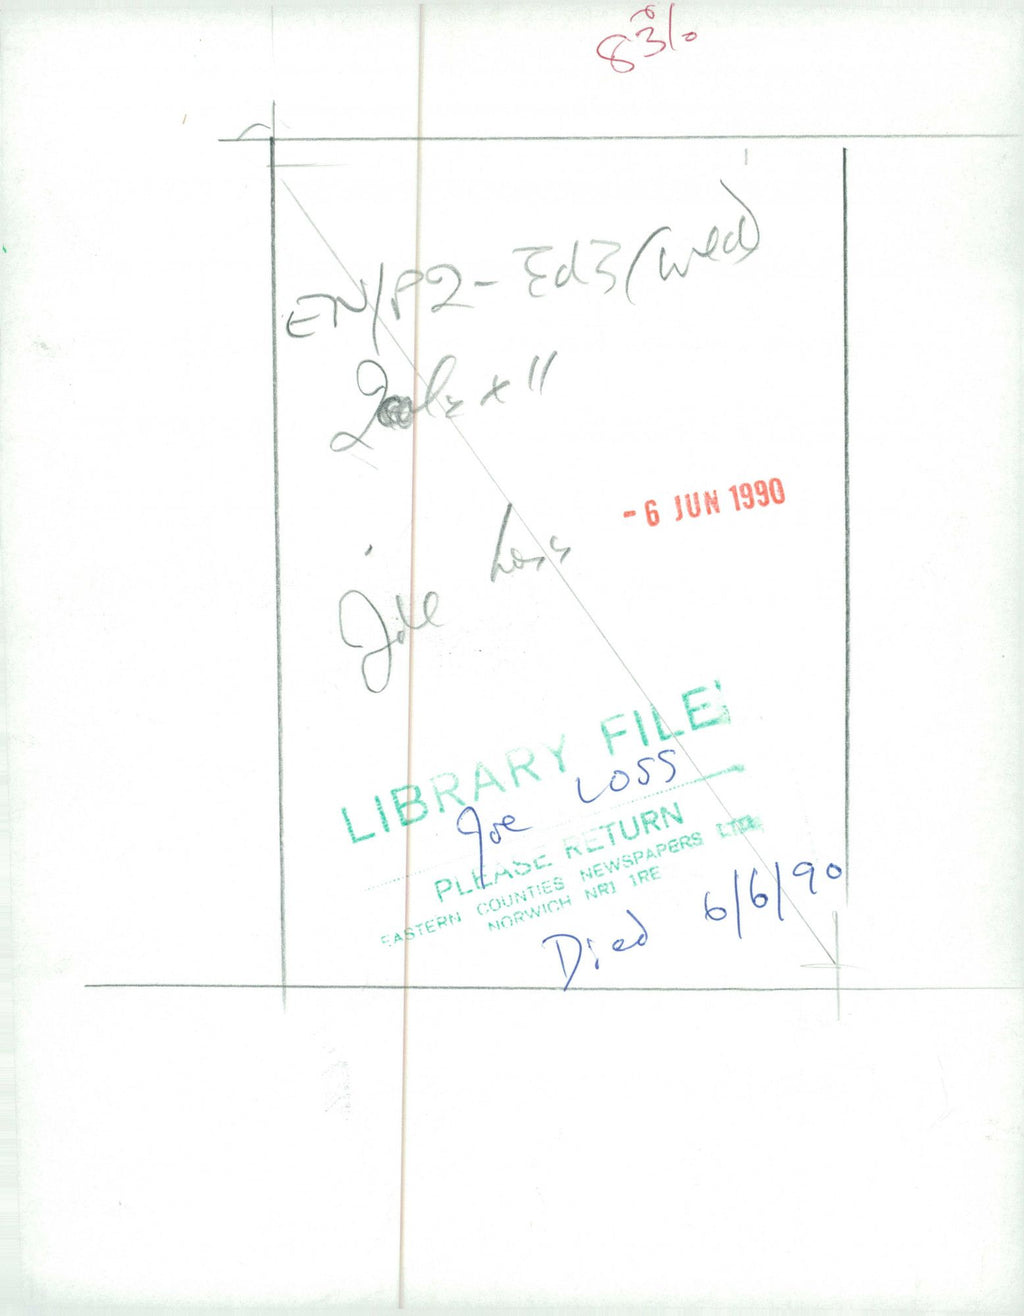 83%
EN/P2-Ed3 (wed)
x 11
- 6 JUN 1990
Joe Loss
LIBRARY FILE
Joe LOSS
PLEASE RETURN
EASTERN COUNTIES NEWSPAPERS LTD.
NORWICH NR1 1RE
Died 6/6/90